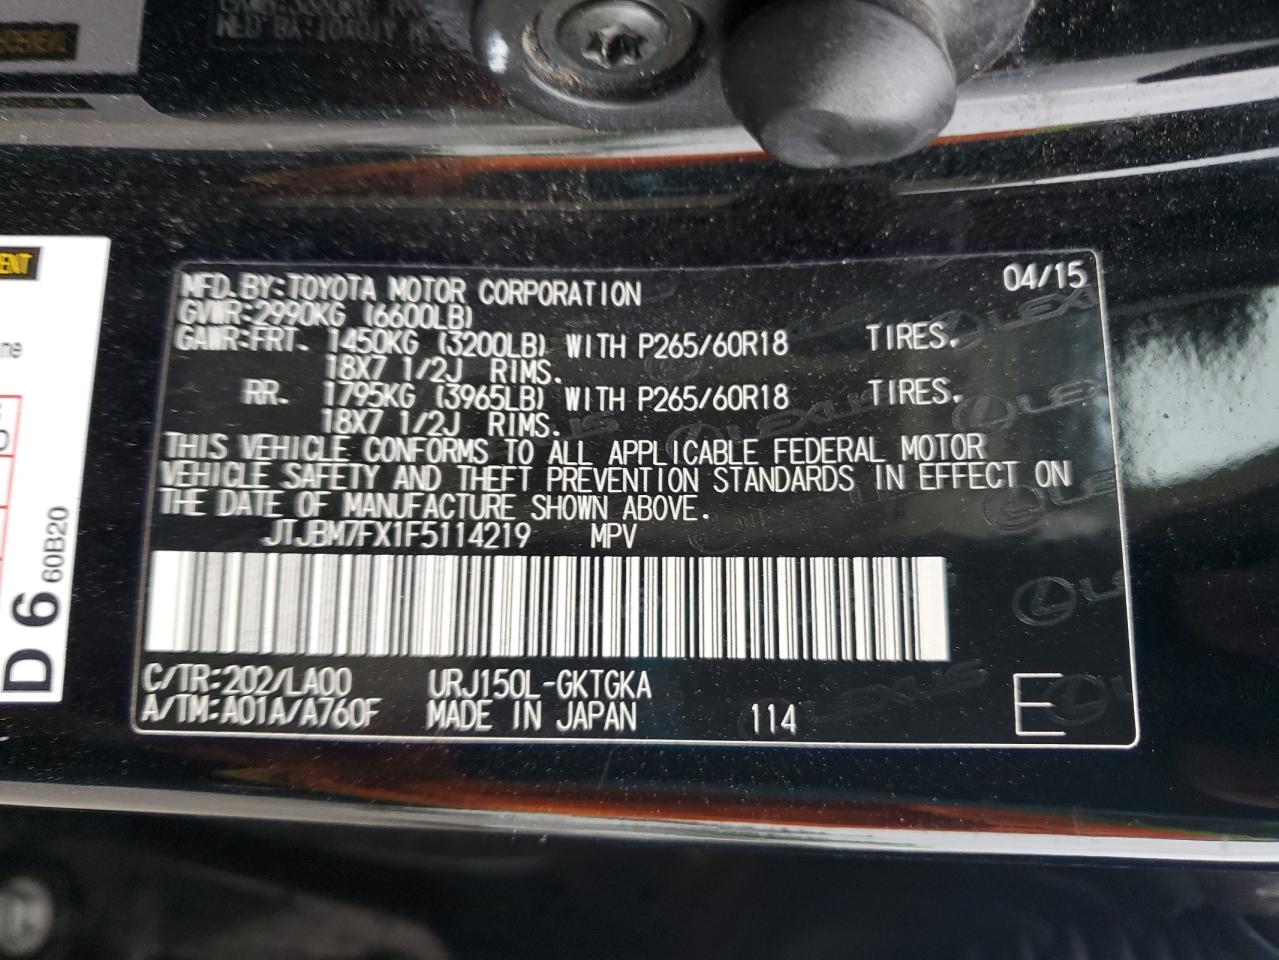 MFD.BY:TOYOTA MOTOR CORPORATION 04/15
GVWR:2990KG (6600LB)
GAWR:FRT. 1450KG (3200LB) WITH P265/60R18 TIRES.
18X7 1/2J RIMS.
RR. 1795KG (3965LB) WITH P265/60R18 TIRES.
18X7 1/2J RIMS.
THIS VEHICLE CONFORMS TO ALL APPLICABLE FEDERAL MOTOR
VEHICLE SAFETY AND THEFT PREVENTION STANDARDS IN EFFECT ON
THE DATE OF MANUFACTURE SHOWN ABOVE.
JTJBM7FX1F5114219 MPV
C/TR:202/LA00 URJ150L-GKTGKA
A/TM:A01A/A760F MADE IN JAPAN 114 E
LEXUS
D 6 60B20